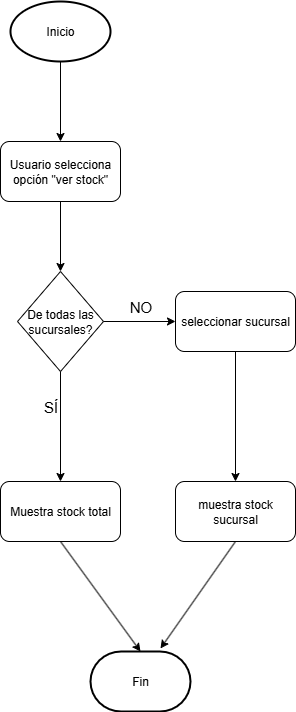 Inicio
Usuario selecciona
opción "ver stock"
De todas las
sucursales?
NO
seleccionar sucursal
SÍ
Muestra stock total
muestra stock
sucursal
Fin